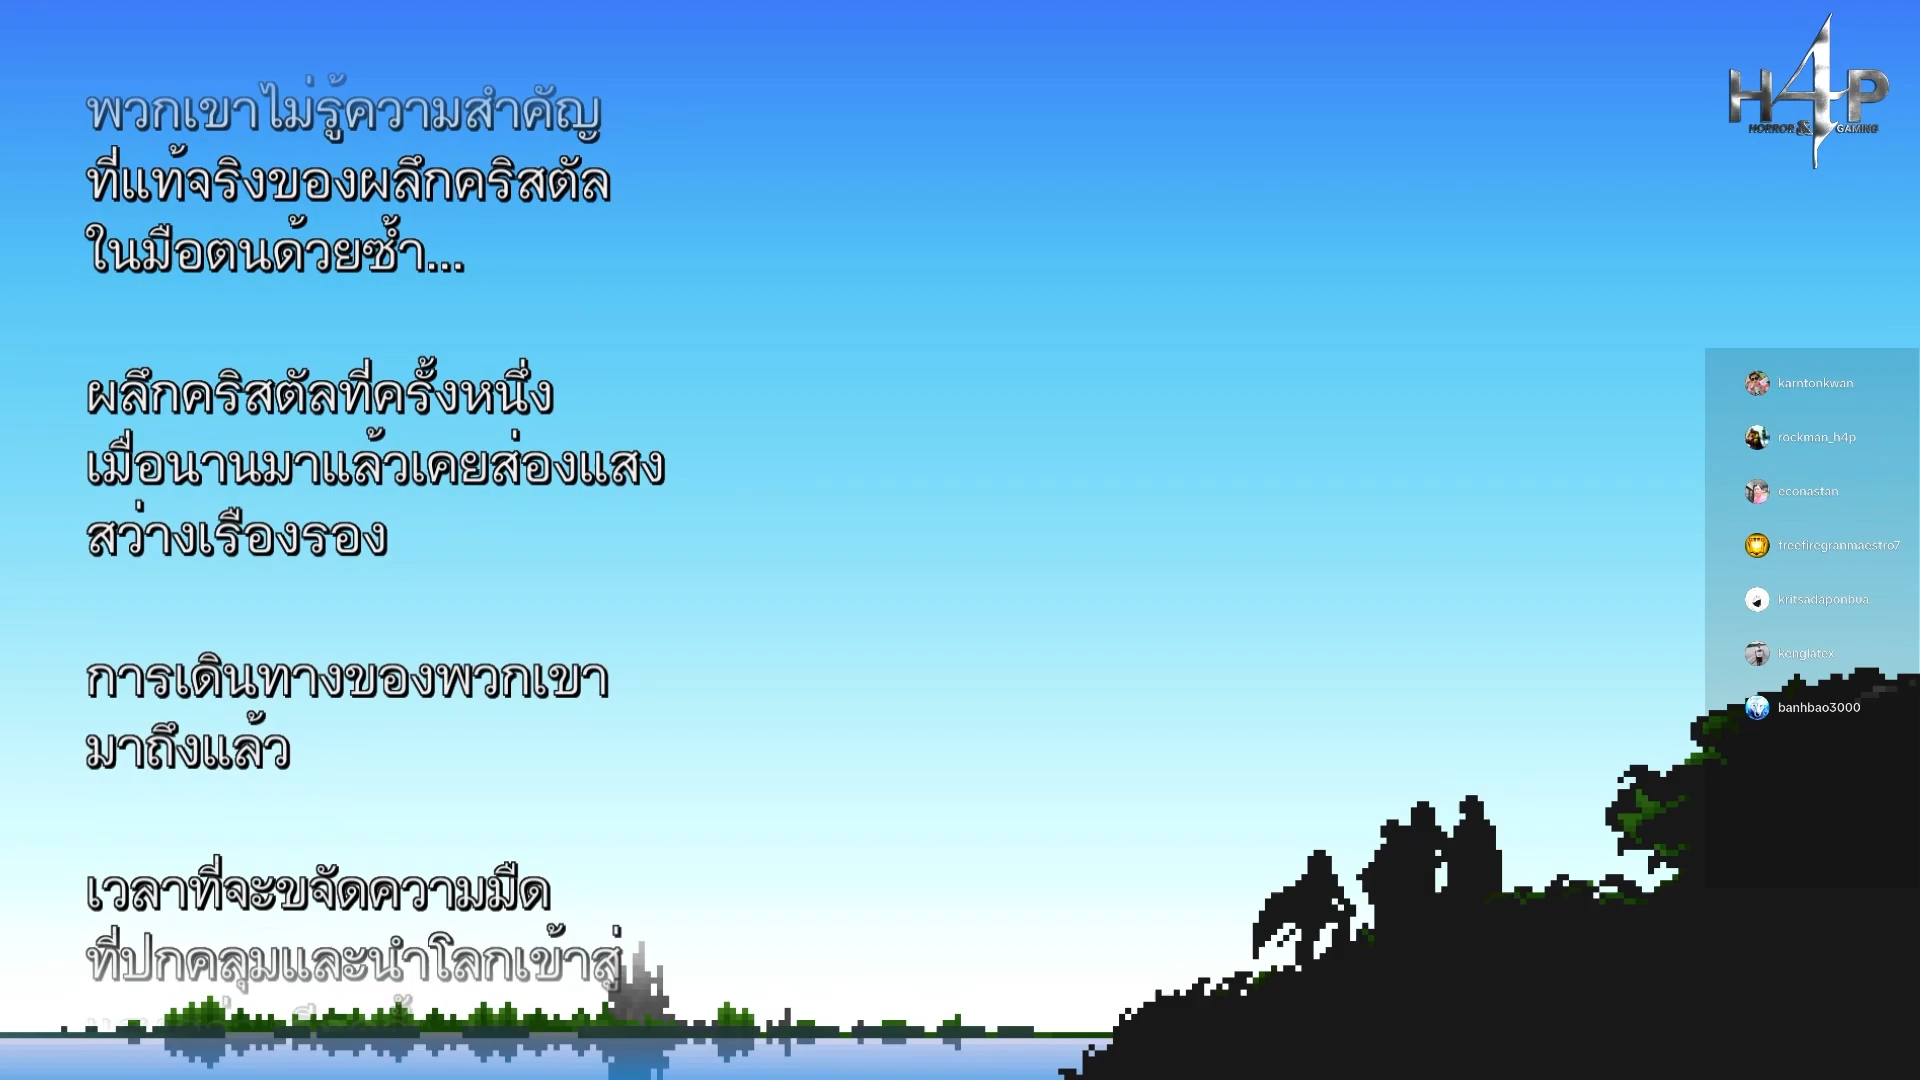 พวกเขาไม่รู้ความสำคัญ
ที่แท้จริงของผลึกคริสตัล
ในมือตนด้วยซ้ำ...
ผลึกคริสตัลที่ครั้งหนึ่ง
เมื่อนานมาแล้วเคยส่องแสง
สว่างเรืองรอง
การเดินทางของพวกเขา
มาถึงแล้ว
เวลาที่จะขจัดความมืด
ที่ปกคลุมและนำโลกเข้าสู่
H4P
HORROR & GAMING
karntonkwan
rockman_h4p
econastan
freefiregranmaestro7
kritsadaponbua
kenglatex
banhbao3000